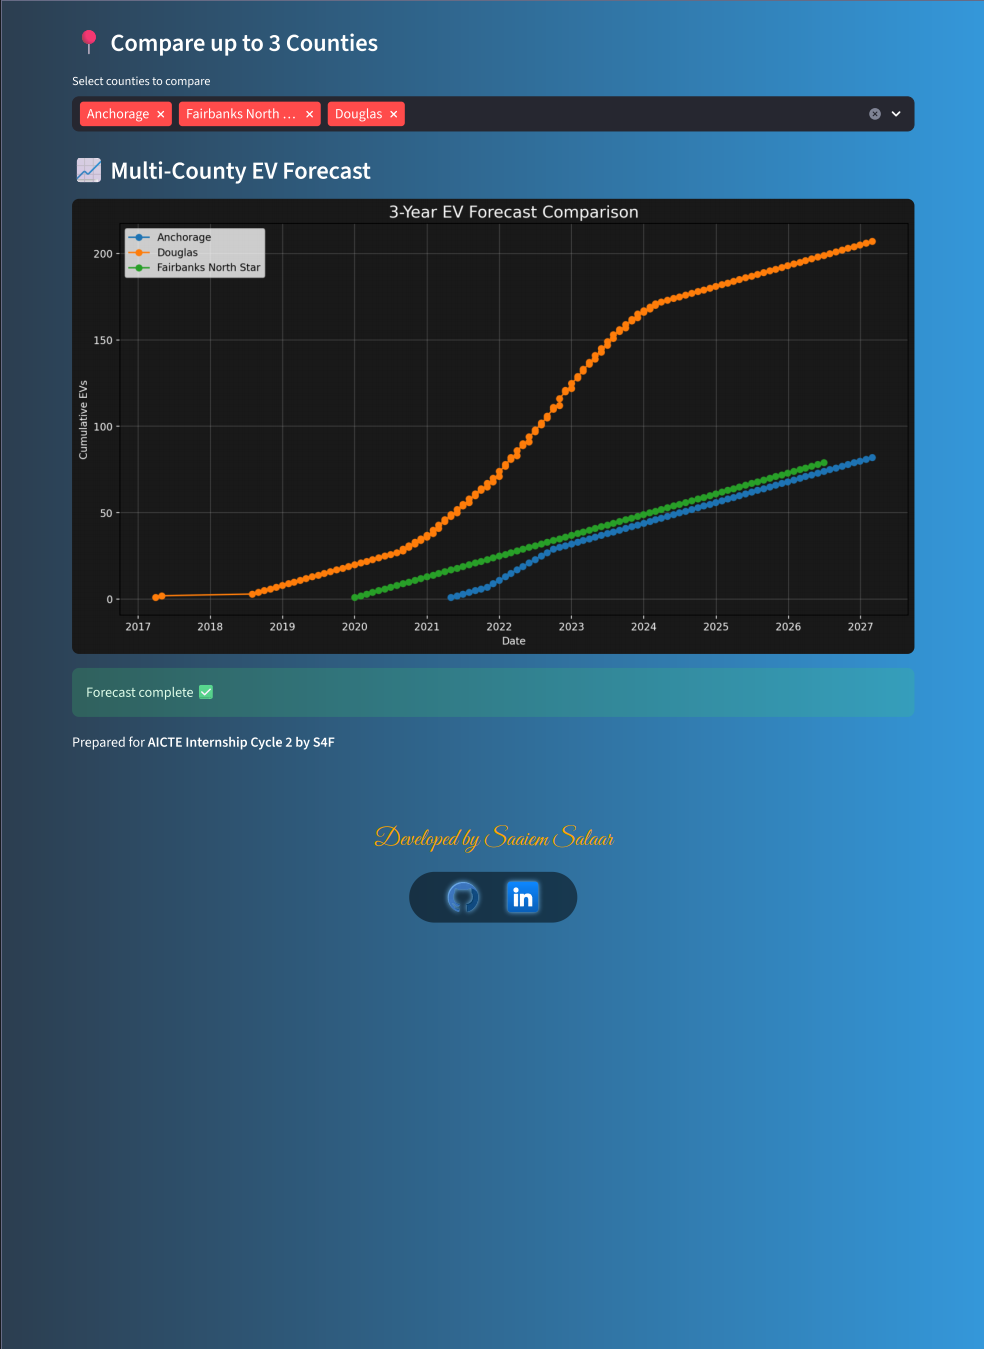 Compare up to 3 Counties
Select counties to compare
Anchorage × Fairbanks North ... × Douglas ×
Multi-County EV Forecast
3-Year EV Forecast Comparison
Anchorage
Douglas
Fairbanks North Star
200
150
100
50
0
Cumulative EVs
2017 2018 2019 2020 2021 2022 2023 2024 2025 2026 2027
Date
Forecast complete ✅
Prepared for AICTE Internship Cycle 2 by S4F
Developed by Saaiem Salaar
in